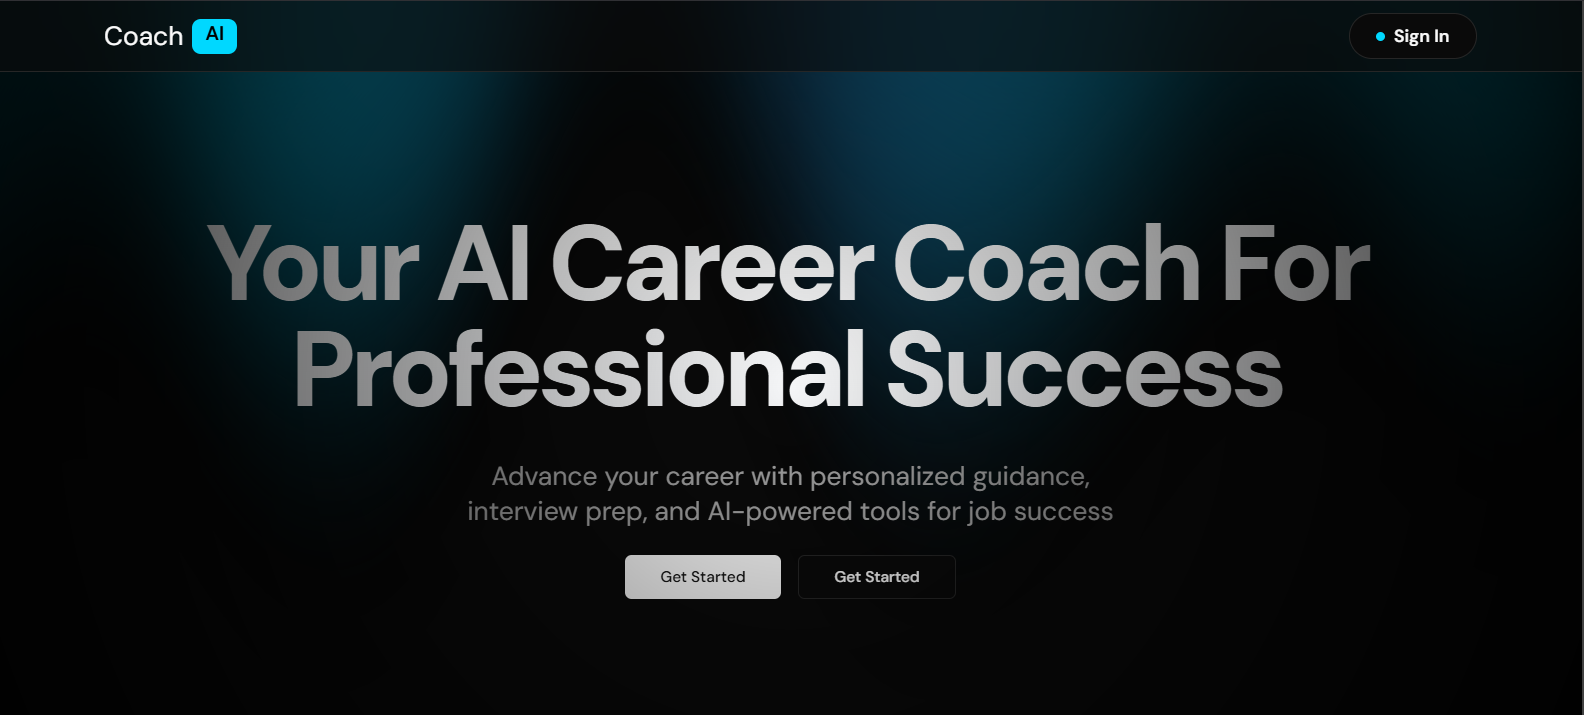 Coach AI
Sign In
Your AI Career Coach For
Professional Success
Advance your career with personalized guidance,
interview prep, and AI-powered tools for job success
Get Started
Get Started